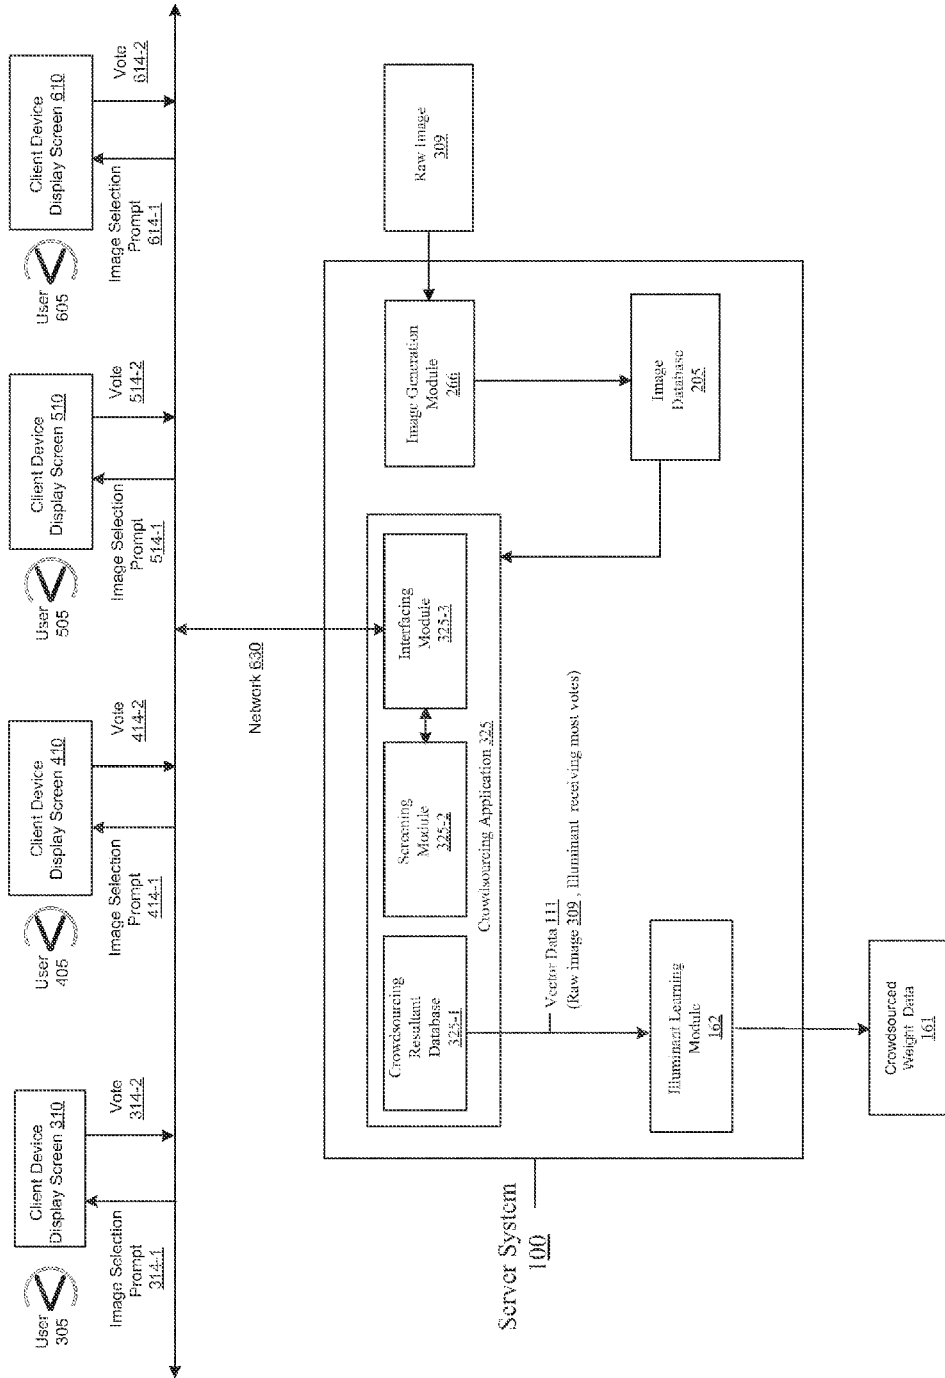 User
305
Client Device
Display Screen 310
Image Selection
Prompt
314-1
Vote
314-2
User
405
Client Device
Display Screen 410
Image Selection
Prompt
414-1
Vote
414-2
User
505
Client Device
Display Screen 510
Image Selection
Prompt
514-1
Vote
514-2
User
605
Client Device
Display Screen 610
Image Selection
Prompt
614-1
Vote
614-2
Network 630
Server System
100
Crowdsourcing
Resultant
Database
325-1
Screening
Module
325-2
Interfacing
Module
325-3
Crowdsourcing Application 325
Image Generation
Module
266
Raw Image
309
Vector Data 111
(Raw image 309 , Illuminant receiving most votes)
Illuminant Learning
Module
162
Image
Database
205
Crowdsourced
Weight Data
161